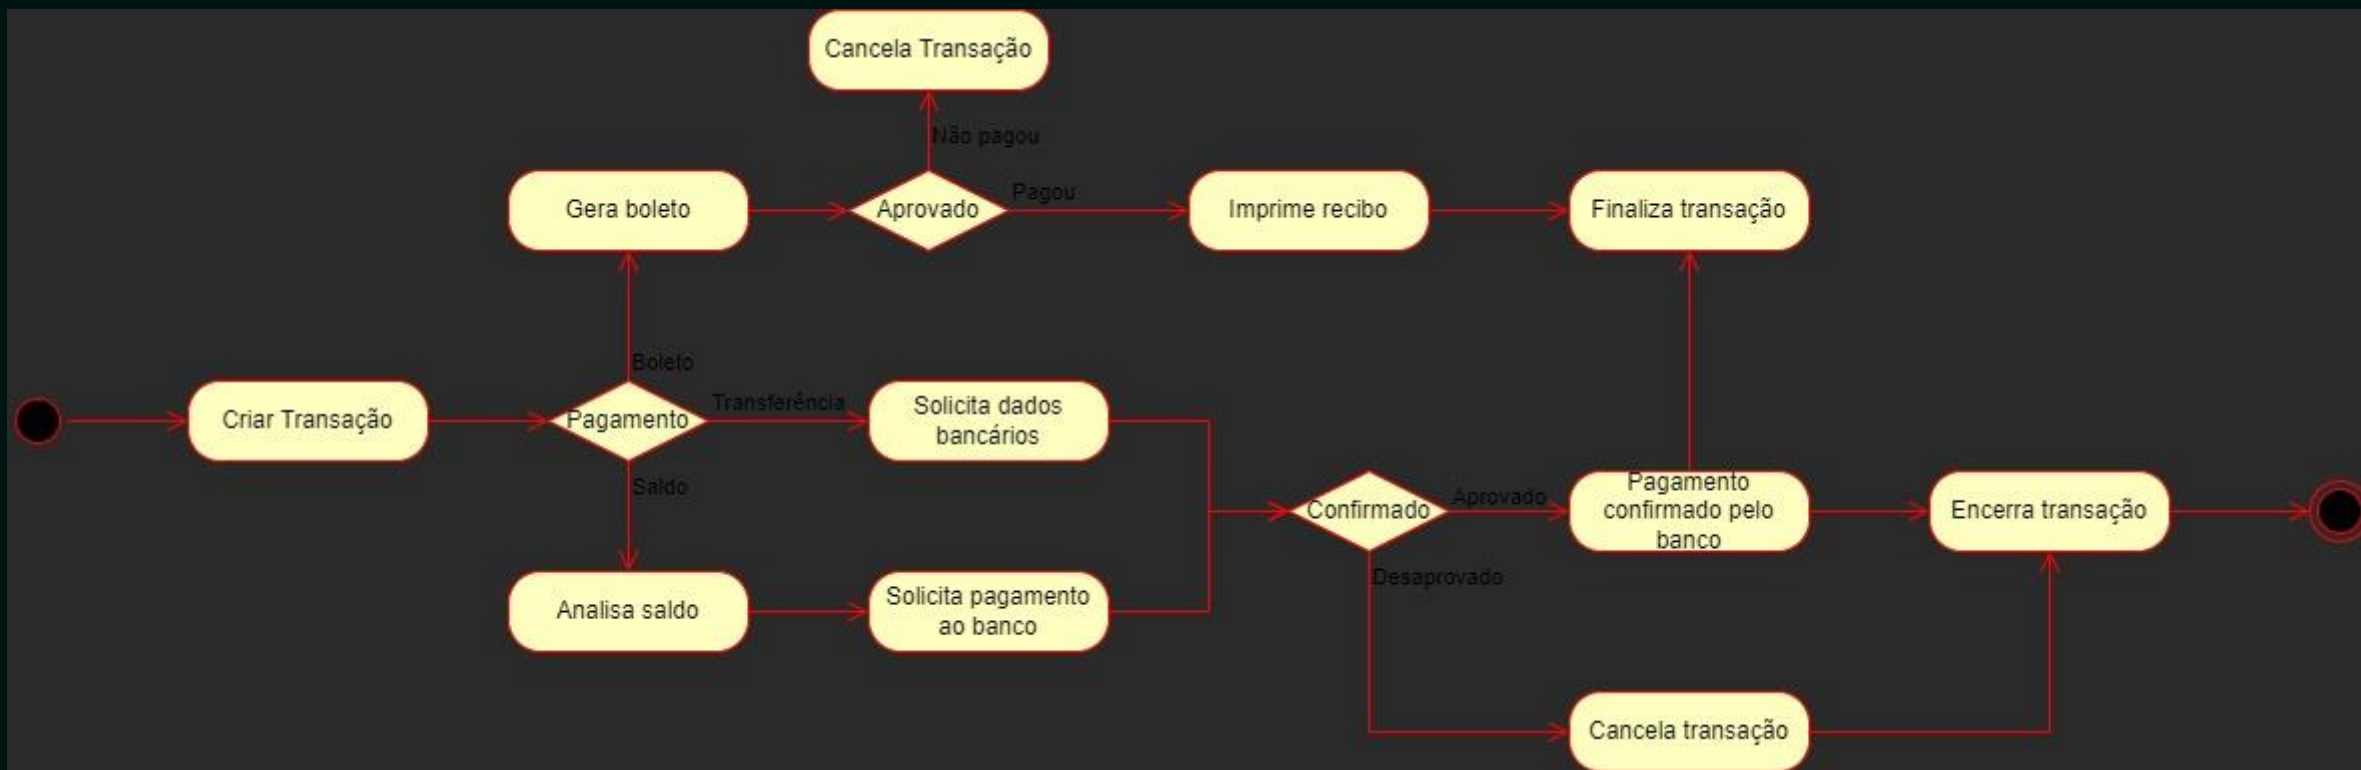 Cancela Transação
Não pagou
Gera boleto
Aprovado
Pagou
Imprime recibo
Finaliza transação
Boleto
Criar Transação
Pagamento
Transferência
Solicita dados
bancários
Saldo
Confirmado
Aprovado
Pagamento
confirmado pelo
banco
Encerra transação
Desaprovado
Analisa saldo
Solicita pagamento
ao banco
Cancela transação